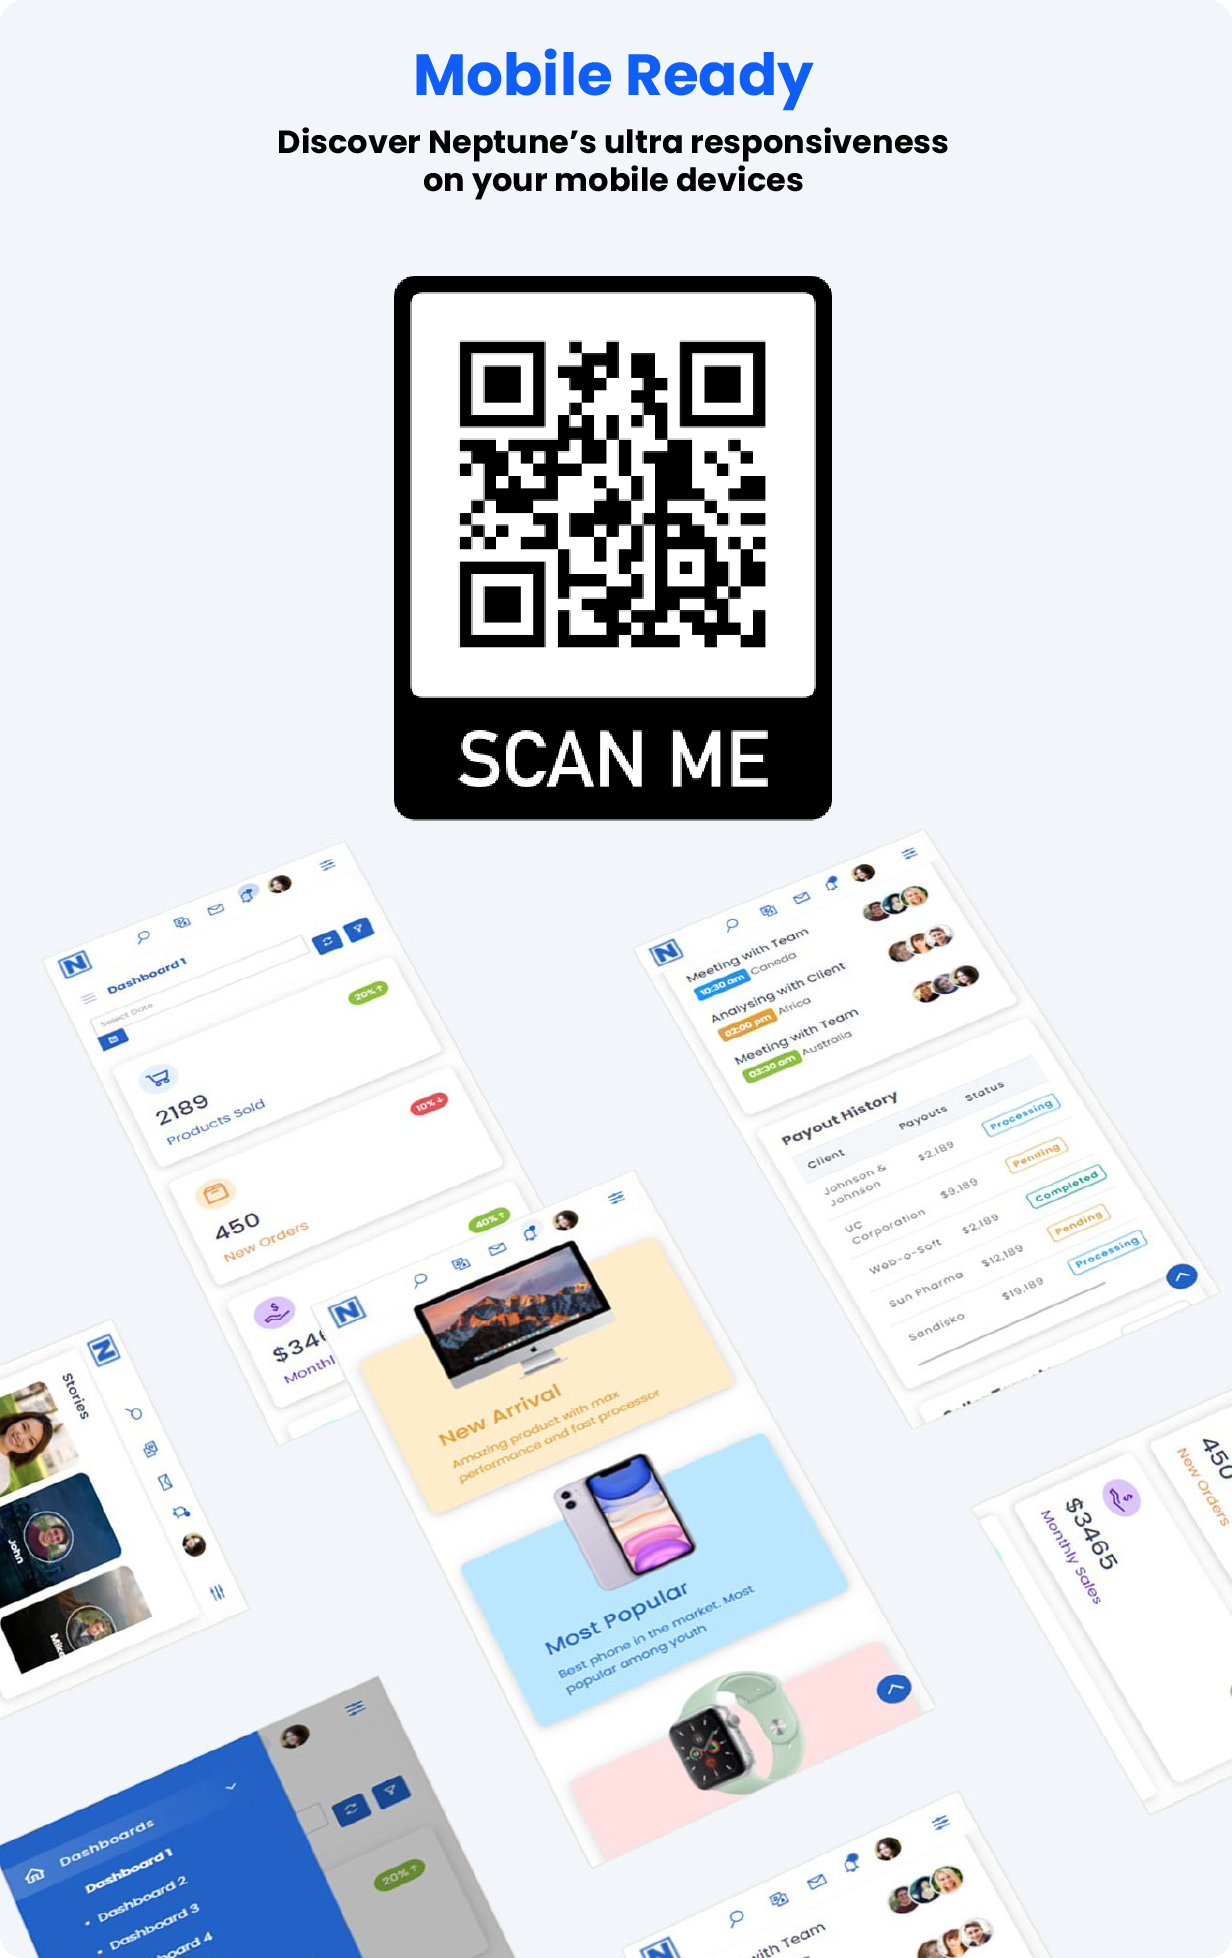 Mobile Ready
Discover Neptune’s ultra responsiveness
on your mobile devices
SCAN ME
N
Dashboard 1
Select Date
20% ↑
2189
Products Sold
10% ↓
450
New Orders
40% ↑
$346
Monthl
N
Meeting with Team
10:30 am Canada
Analysing with Client
02:00 pm Africa
Meeting with Team
03:30 am Australia
Payout History
Client Payouts Status
Johnson &
Johnson
$2,189 Processing
UC
Corporation
$9,189 Pending
Web-o-Soft $2,189 Completed
Sun Pharma $12,189 Pending
Sandisko $19,189 Processing
N
New Arrival
Amazing product with max
performance and fast processor
Most Popular
Best phone in the market. Most
popular among youth
N
Stories
John
Mike
450
New Orders
$3465
Monthly Sales
Dashboards
Dashboard 1
• Dashboard 2
• Dashboard 3
board 4
20% ↑
N
with Team